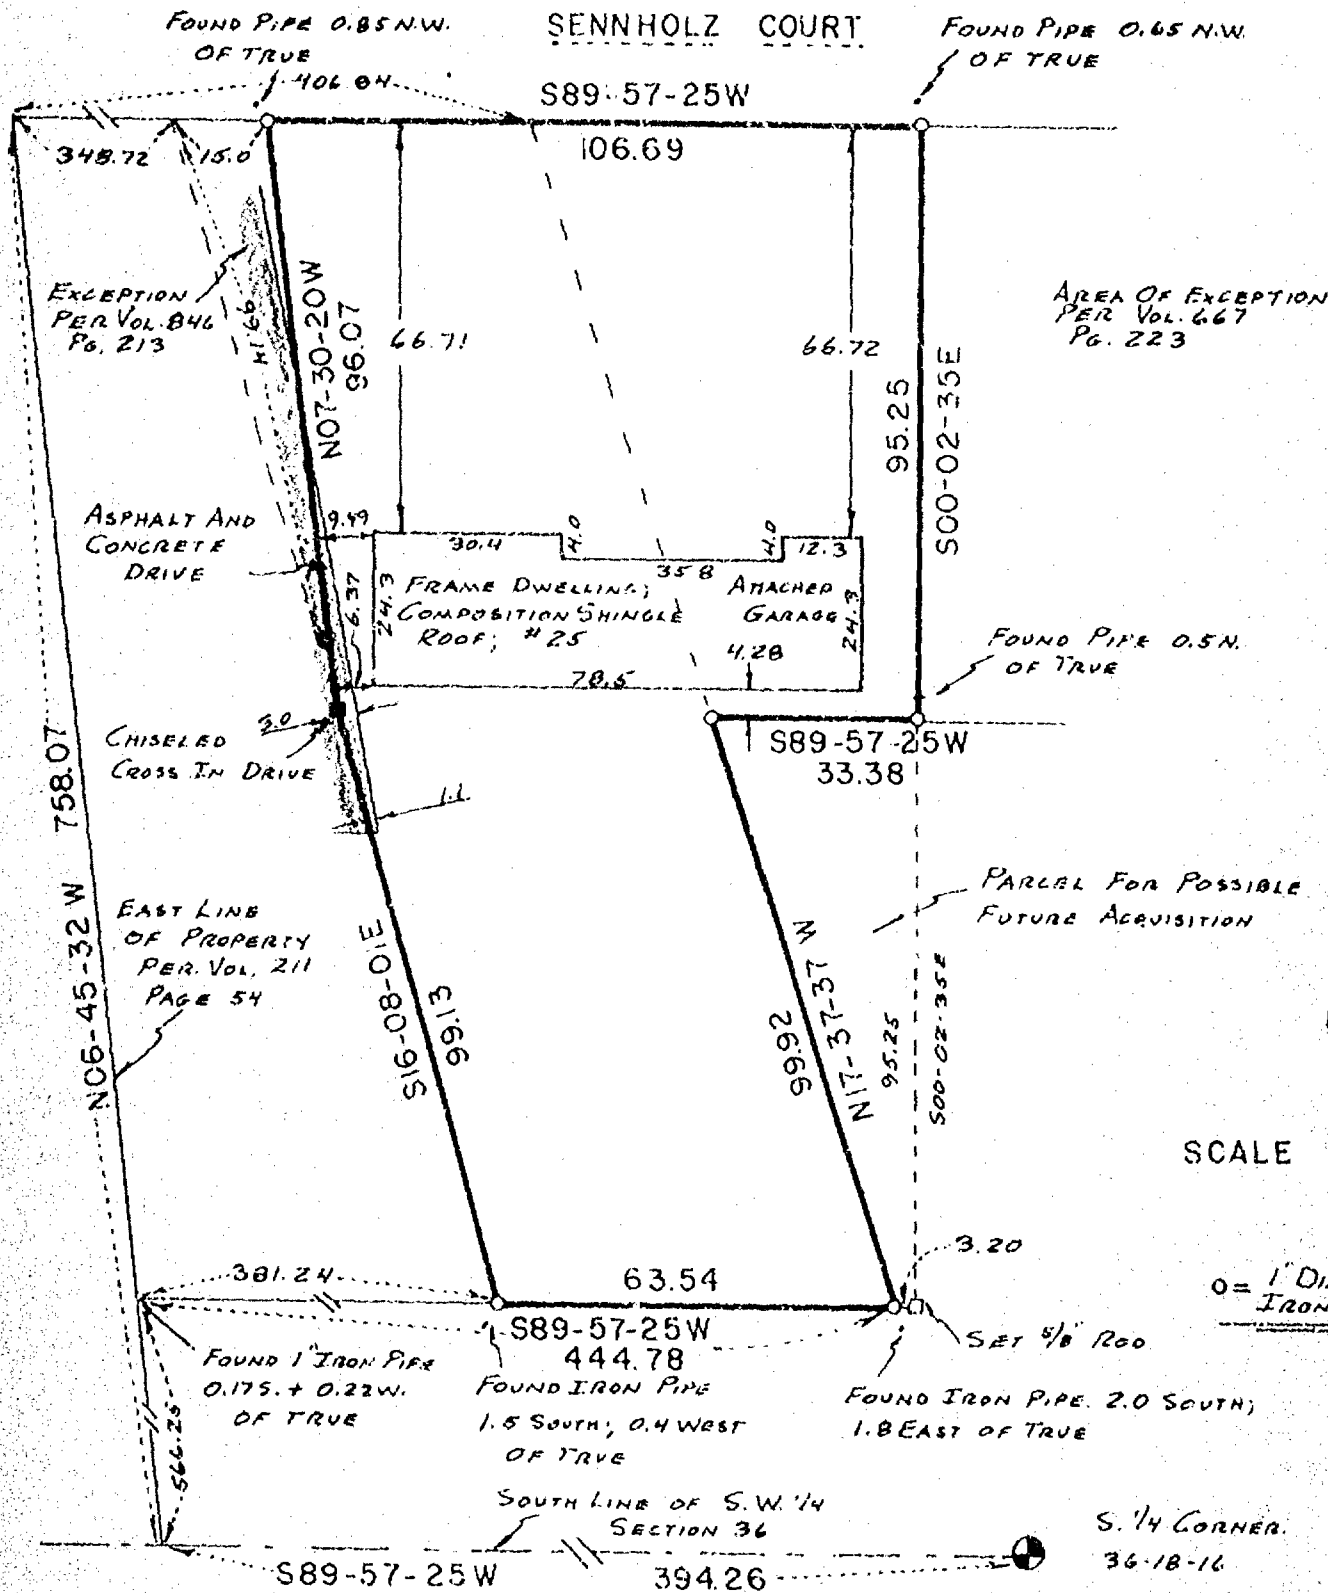 FOUND PIPE 0.85 N.W.
OF TRUE
SENNHOLZ COURT
FOUND PIPE 0.65 N.W.
OF TRUE
406.84
S89-57-25W
106.69
348.72
15.0
EXCEPTION
PER VOL. 846
PG. 213
99.14
N07-30-20W
96.07
66.71
66.72
95.25
S00-02-35E
AREA OF EXCEPTION
PER VOL. 667
PG. 223
ASPHALT AND
CONCRETE
DRIVE
9.49
30.4
4.0
35.8
4.0
12.3
6.37
24.3
FRAME DWELLING;
COMPOSITION SHINGLE
ROOF; #25
ATTACHED
GARAGE
24.3
4.28
78.5
FOUND PIPE 0.5 N.
OF TRUE
3.0
CHISELED
CROSS IN DRIVE
S89-57-25W
33.38
1.1
758.07
N06-45-32 W
EAST LINE
OF PROPERTY
PER. VOL. 211
PAGE 54
S16-08-01E
99.13
PARCEL FOR POSSIBLE
FUTURE ACQUISITION
99.92
N17-37-37 W
95.25
S00-02-35E
SCALE
3.20
381.24
63.54
S89-57-25W
444.78
O = 1" DI
IRON
SET 5/8" ROD
FOUND 1" IRON PIPE
0.17S. + 0.22W.
OF TRUE
FOUND IRON PIPE
1.5 SOUTH; 0.4 WEST
OF TRUE
FOUND IRON PIPE. 2.0 SOUTH;
1.8 EAST OF TRUE
566.25
SOUTH LINE OF S.W. 1/4
SECTION 36
S. 1/4 CORNER.
36-18-16
S89-57-25W
394.26